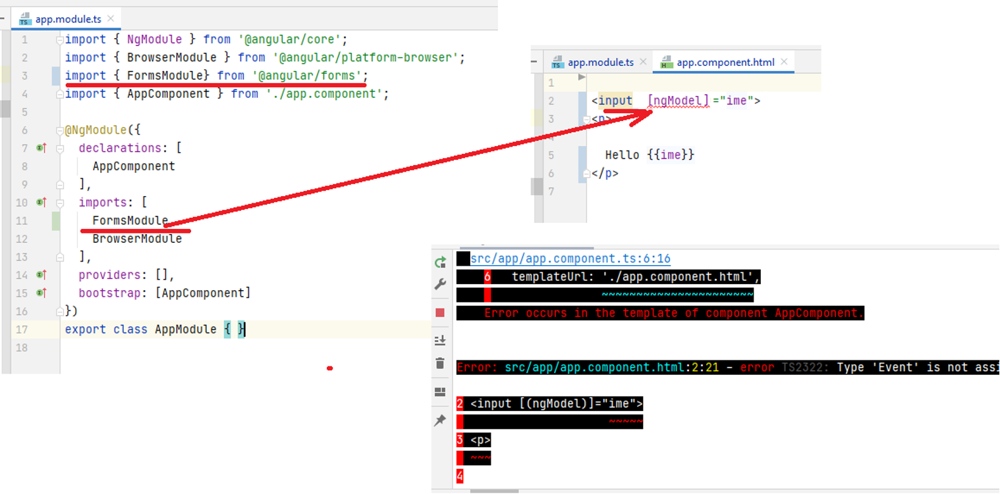 app.module.ts
1 import { NgModule } from '@angular/core';
2 import { BrowserModule } from '@angular/platform-browser';
3 import { FormsModule} from '@angular/forms';
4 import { AppComponent } from './app.component';
5
6 @NgModule({
7 declarations: [
8 AppComponent
9 ],
10 imports: [
11 FormsModule
12 BrowserModule
13 ],
14 providers: [],
15 bootstrap: [AppComponent]
16 })
17 export class AppModule { }
18
app.module.ts app.component.html
1
2 <input [ngModel] ="ime">
3 <p>
5 Hello {{ime}}
6 </p>
7
src/app/app.component.ts:6:16
6 templateUrl: './app.component.html',
~~~~~~~~~~~~~~~~~~~~~~
Error occurs in the template of component AppComponent.
Error: src/app/app.component.html:2:21 - error TS2322: Type 'Event' is not assi
2 <input [(ngModel)]="ime">
~~~~~
3 <p>
~~~
4